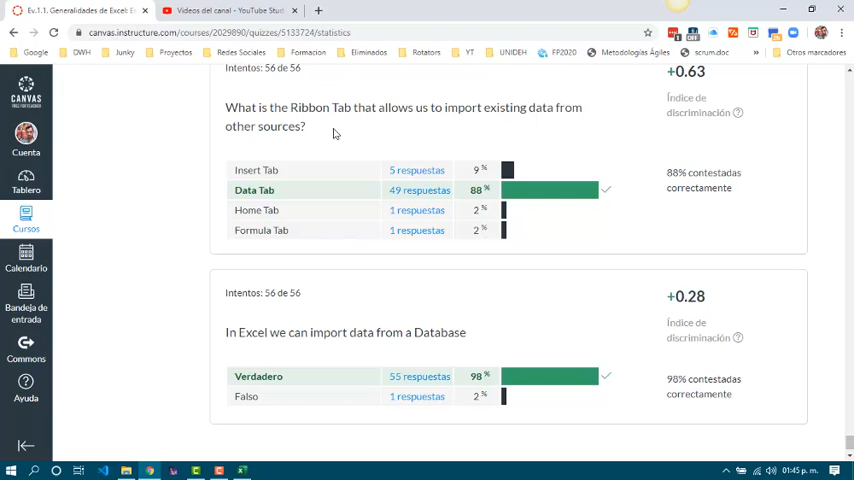 Ev.1.1. Generalidades de Excel: E
Videos del canal - YouTube Stud
canvas.instructure.com/courses/2029890/quizzes/5133724/statistics
Google
DWH
Junky
Proyectos
Redes Sociales
Formacion
Eliminados
Rotators
YT
UNIDEH
FP2020
Metodologías Ágiles
scrum.doc
Otros marcadores
CANVAS
Cuenta
Tablero
Cursos
Calendario
Bandeja de
entrada
Commons
Ayuda
Intentos: 56 de 56
+0.63
Índice de
discriminación
What is the Ribbon Tab that allows us to import existing data from
other sources?
Insert Tab 5 respuestas 9 %
Data Tab 49 respuestas 88 %
Home Tab 1 respuestas 2 %
Formula Tab 1 respuestas 2 %
88% contestadas
correctamente
Intentos: 56 de 56
+0.28
Índice de
discriminación
In Excel we can import data from a Database
Verdadero 55 respuestas 98 %
Falso 1 respuestas 2 %
98% contestadas
correctamente
01:45 p. m.